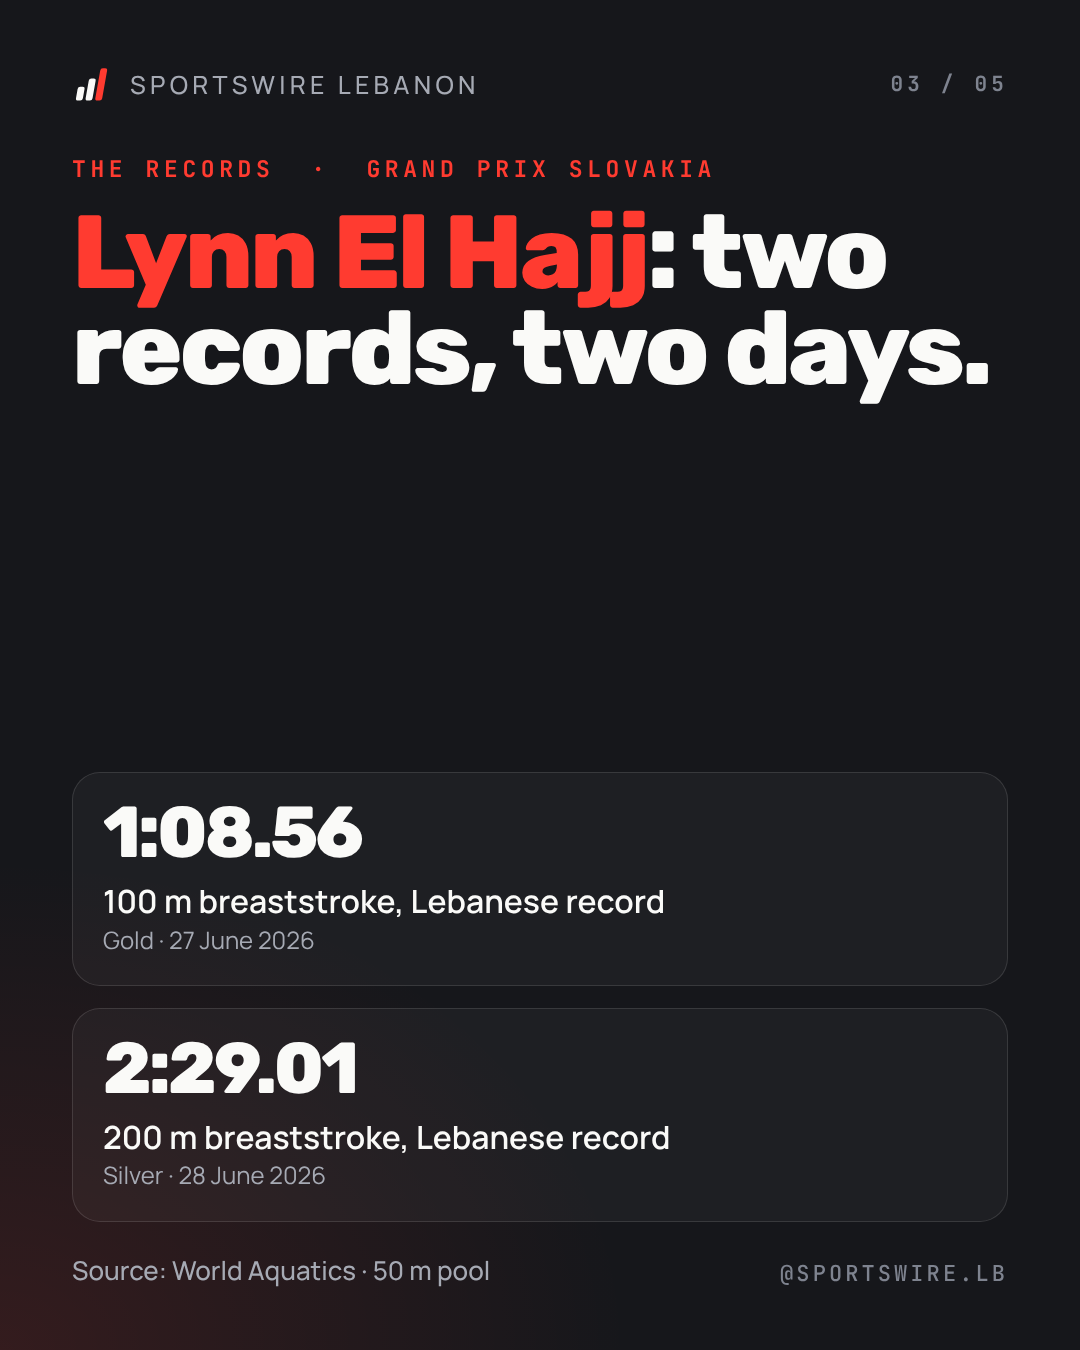 SPORTSWIRE LEBANON
03 / 05
THE RECORDS · GRAND PRIX SLOVAKIA
Lynn El Hajj: two
records, two days.
1:08.56
100 m breaststroke, Lebanese record
Gold · 27 June 2026
2:29.01
200 m breaststroke, Lebanese record
Silver · 28 June 2026
Source: World Aquatics · 50 m pool
@SPORTSWIRE.LB